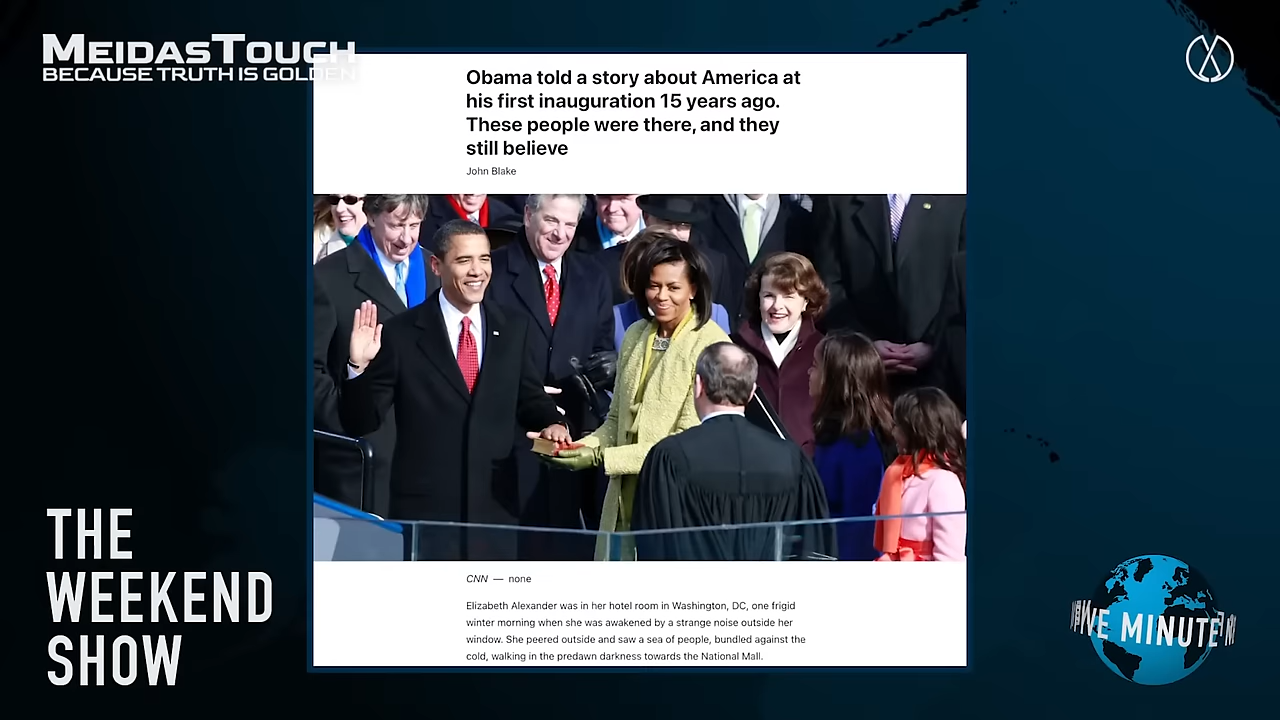 MEIDASTOUCH
BECAUSE TRUTH IS GOLDEN
Obama told a story about America at
his first inauguration 15 years ago.
These people were there, and they
still believe
John Blake
CNN — none
Elizabeth Alexander was in her hotel room in Washington, DC, one frigid
winter morning when she was awakened by a strange noise outside her
window. She peered outside and saw a sea of people, bundled against the
cold, walking in the predawn darkness towards the National Mall.
THE
WEEKEND
SHOW
MINUTE